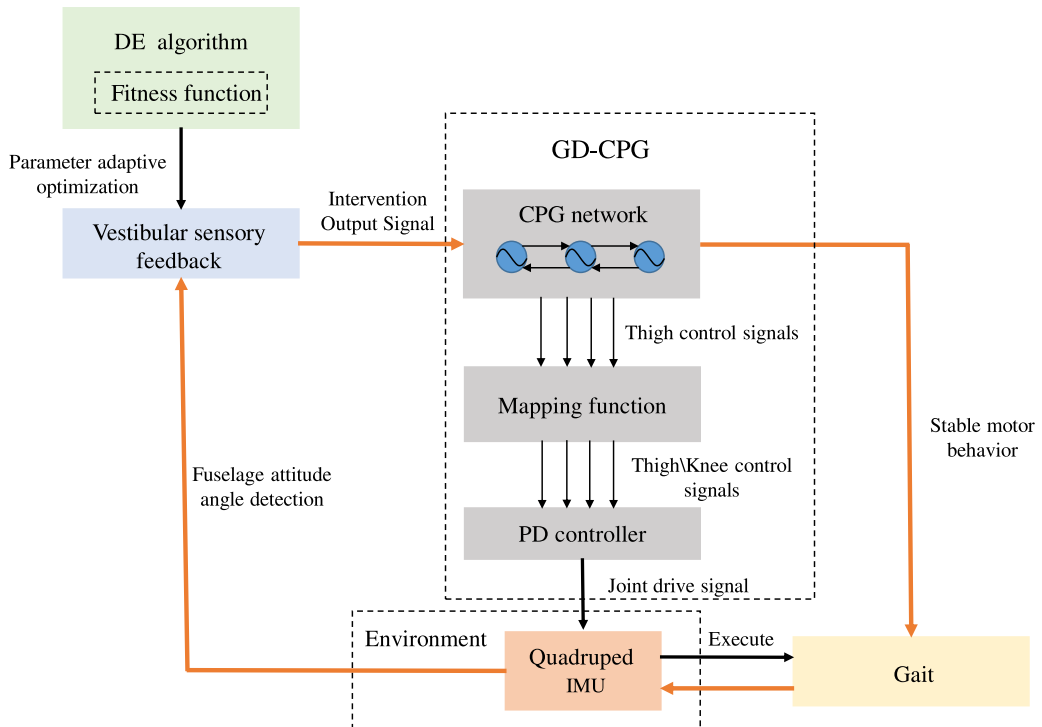 DE algorithm
Fitness function
Parameter adaptive
optimization
Vestibular sensory
feedback
Intervention
Output Signal
GD-CPG
CPG network
Thigh control signals
Mapping function
Thigh\Knee control
signals
PD controller
Joint drive signal
Stable motor
behavior
Fuselage attitude
angle detection
Environment
Quadruped
IMU
Execute
Gait